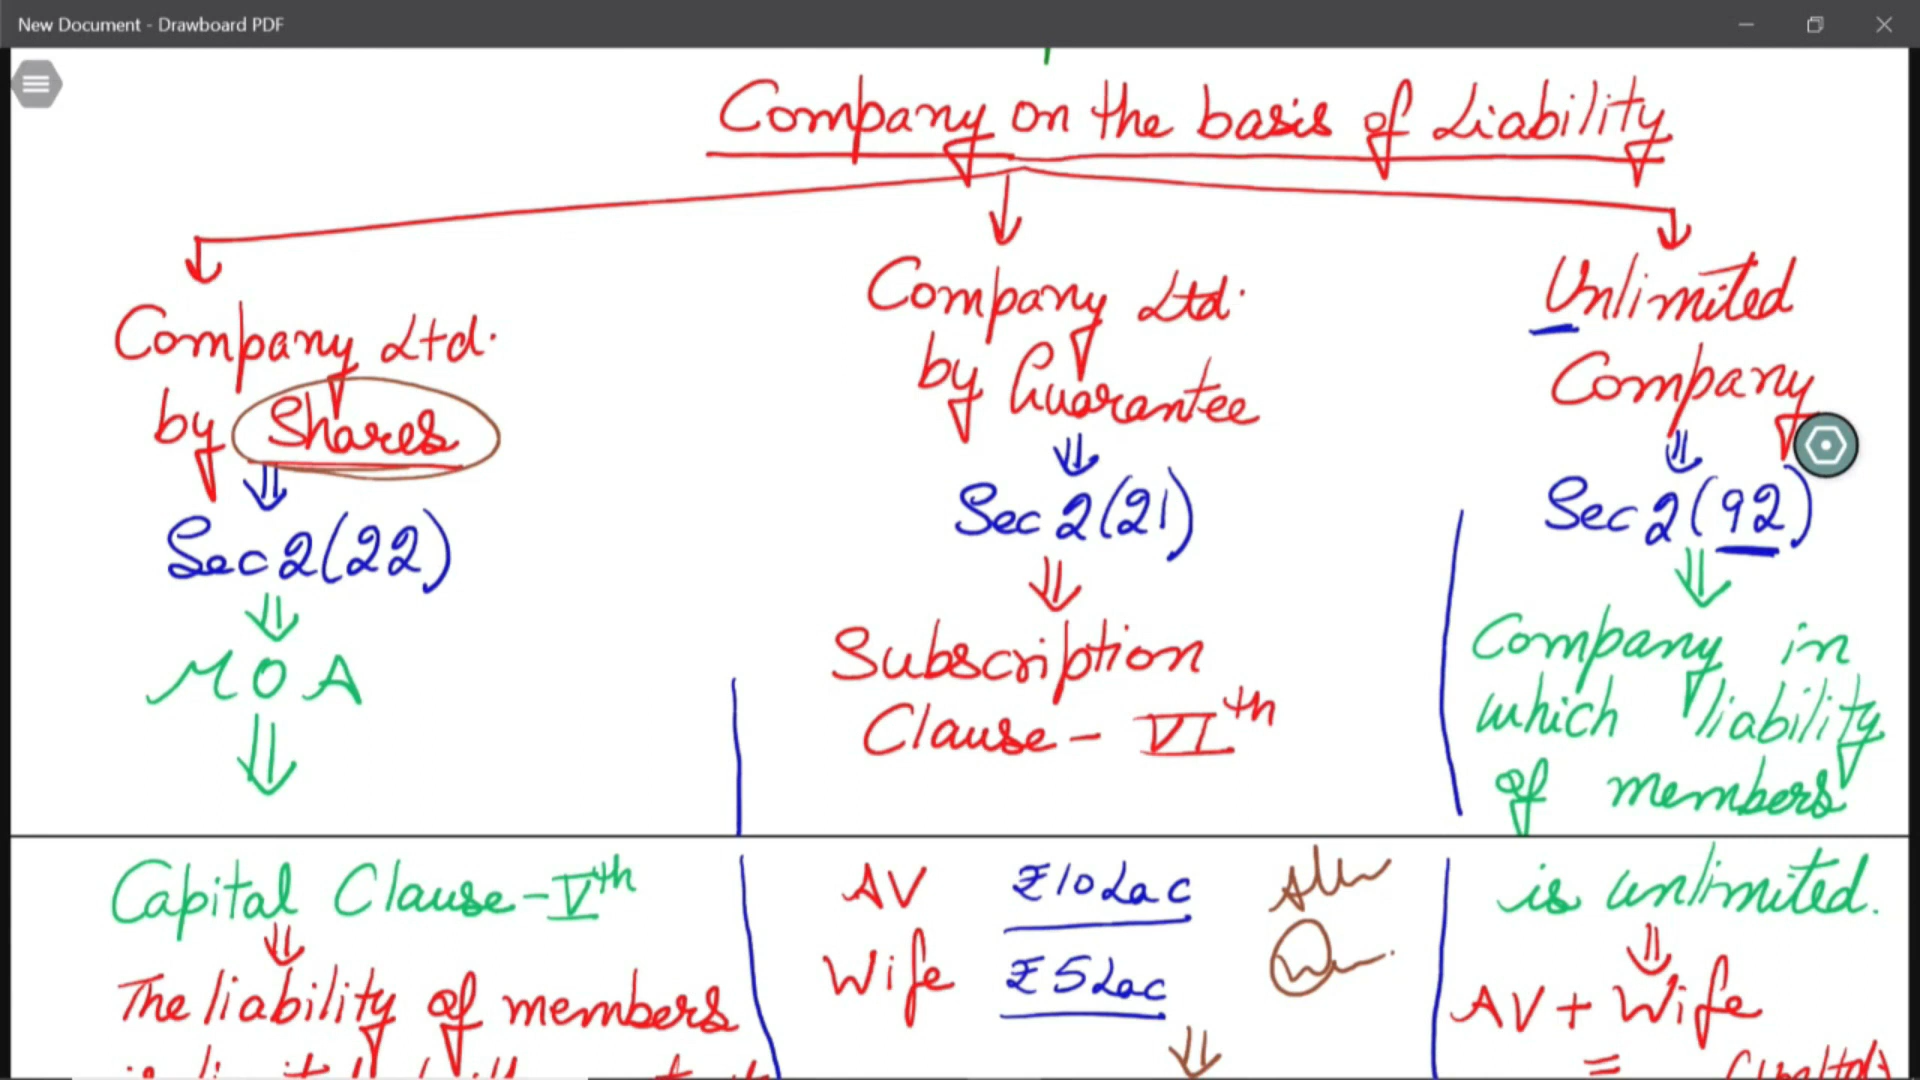 New Document - Drawboard PDF
Company on the basis of Liability
Company Ltd.
by Shares
Sec 2(22)
MOA
Capital Clause - Vth
The liability of members
Company Ltd.
by Guarantee
Sec 2(21)
Subscription
Clause - VIth
AV ₹10 Lac
Wife ₹5 Lac
Unlimited
Company
Sec 2(92)
Company in
which liability
of members
is unlimited.
AV + Wife
=